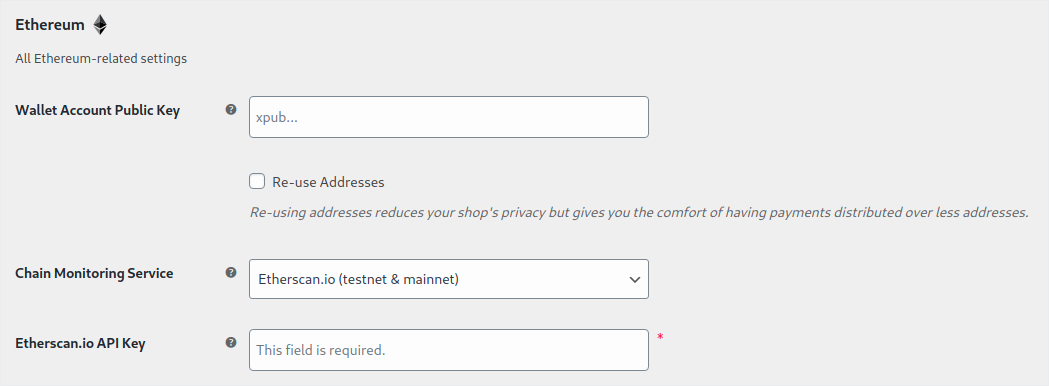 Ethereum
All Ethereum-related settings
Wallet Account Public Key ?
xpub...
Re-use Addresses
Re-using addresses reduces your shop's privacy but gives you the comfort of having payments distributed over less addresses.
Chain Monitoring Service ?
Etherscan.io (testnet & mainnet)
Etherscan.io API Key ?
This field is required. *